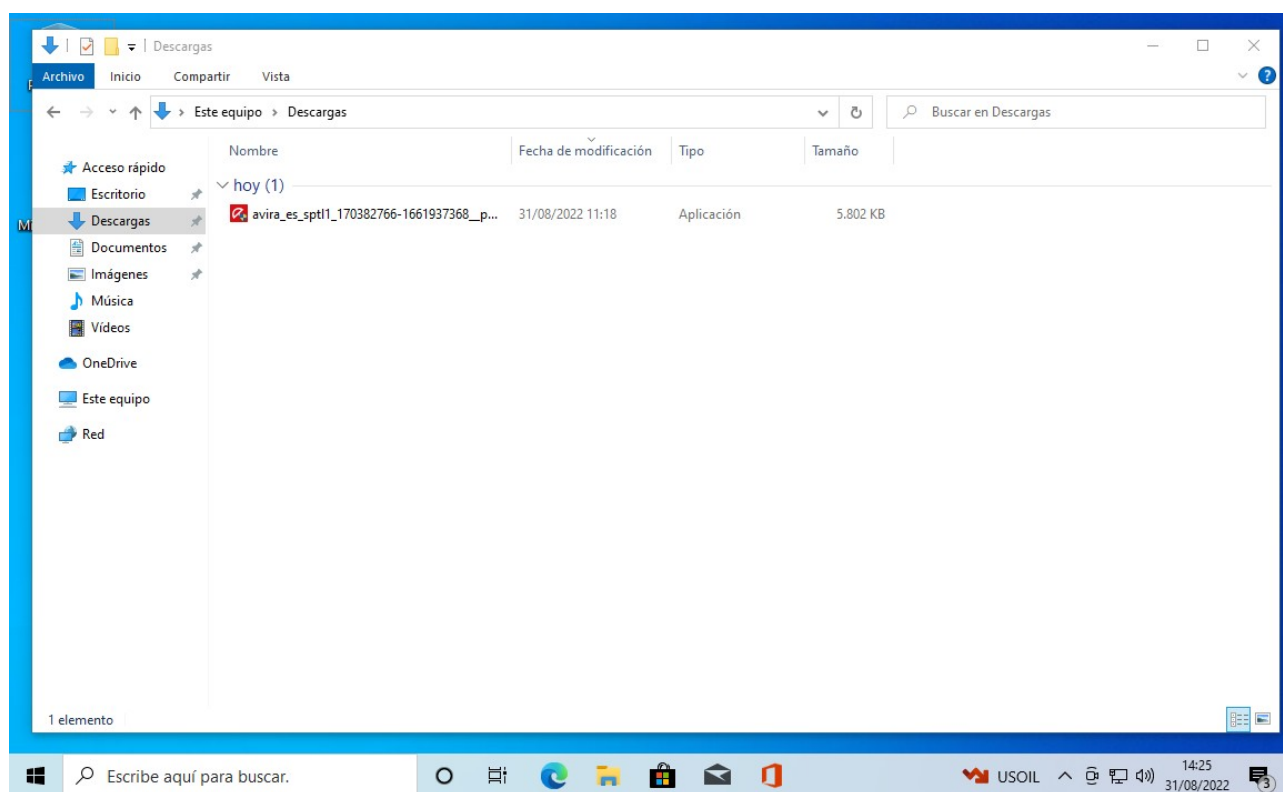 Descargas
Archivo Inicio Compartir Vista
Este equipo > Descargas
Buscar en Descargas
Nombre Fecha de modificación Tipo Tamaño
Acceso rápido
hoy (1)
Escritorio
avira_es_sptl1_170382766-1661937368__p... 31/08/2022 11:18 Aplicación 5.802 KB
Descargas
Documentos
Imágenes
Música
Vídeos
OneDrive
Este equipo
Red
1 elemento
Escribe aquí para buscar.
USOIL
14:25
31/08/2022
3